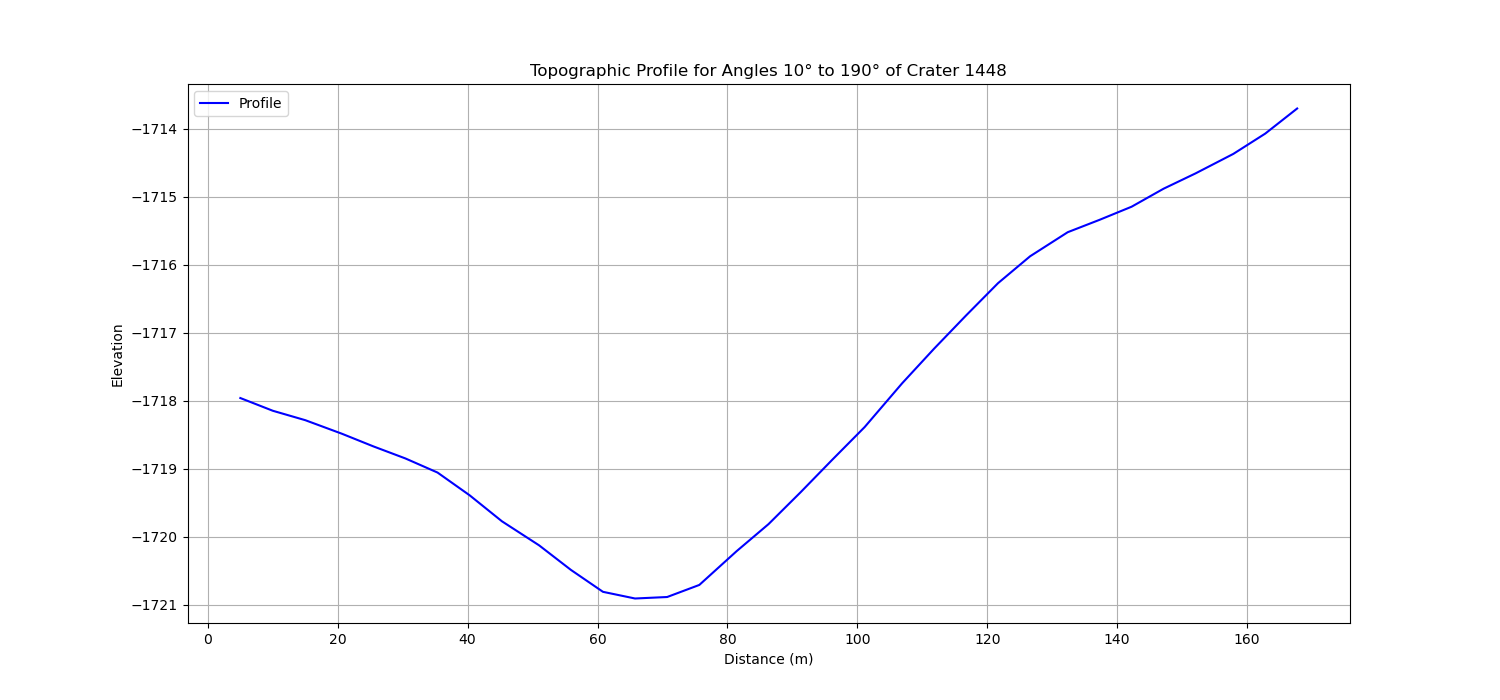 Topographic Profile for Angles 10° to 190° of Crater 1448
Profile
−1714
−1715
−1716
−1717
−1718
−1719
−1720
−1721
Elevation
0 20 40 60 80 100 120 140 160
Distance (m)